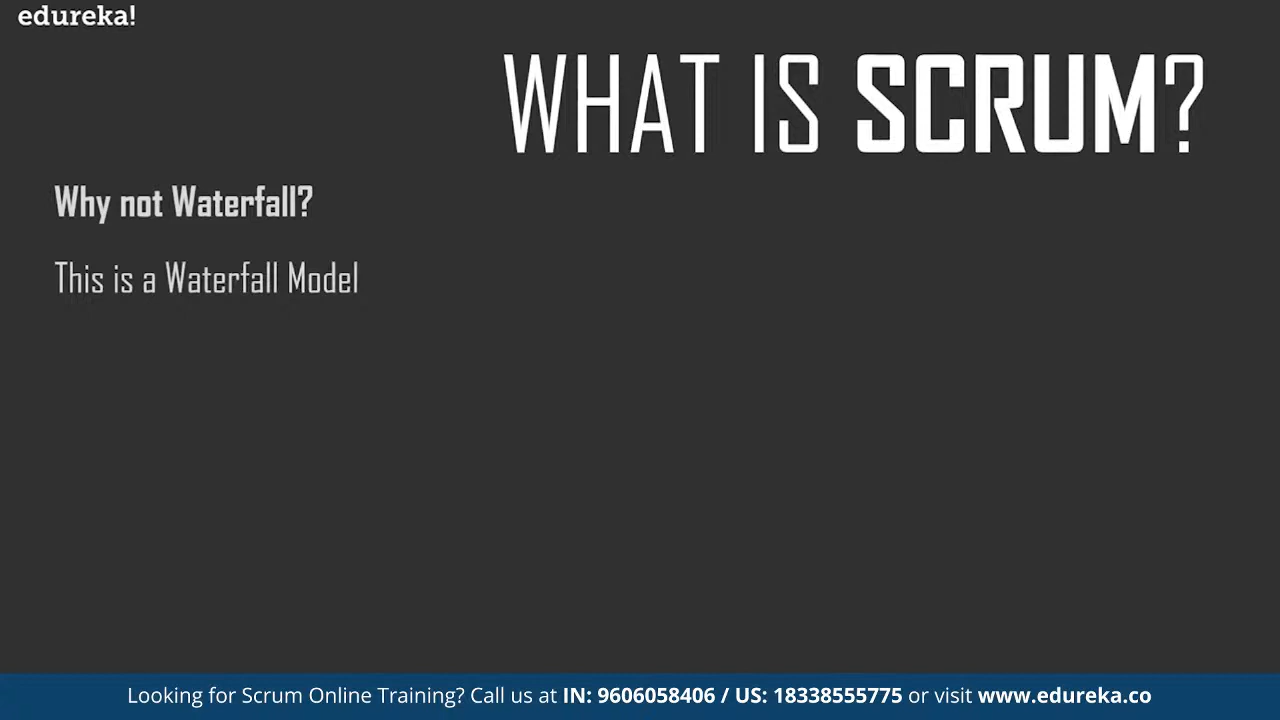 edureka!
WHAT IS SCRUM?
Why not Waterfall?
This is a Waterfall Model
Looking for Scrum Online Training? Call us at IN: 9606058406 / US: 18338555775 or visit www.edureka.co